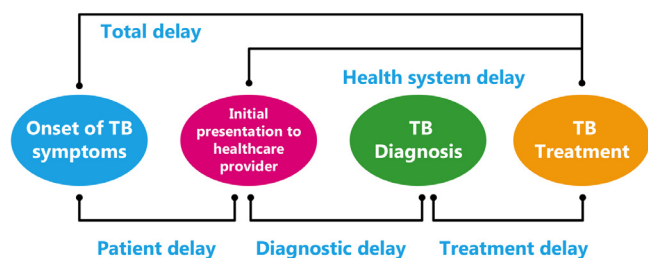 Total delay
Health system delay
Onset of TB
symptoms
Initial
presentation to
healthcare
provider
TB
Diagnosis
TB
Treatment
Patient delay
Diagnostic delay
Treatment delay